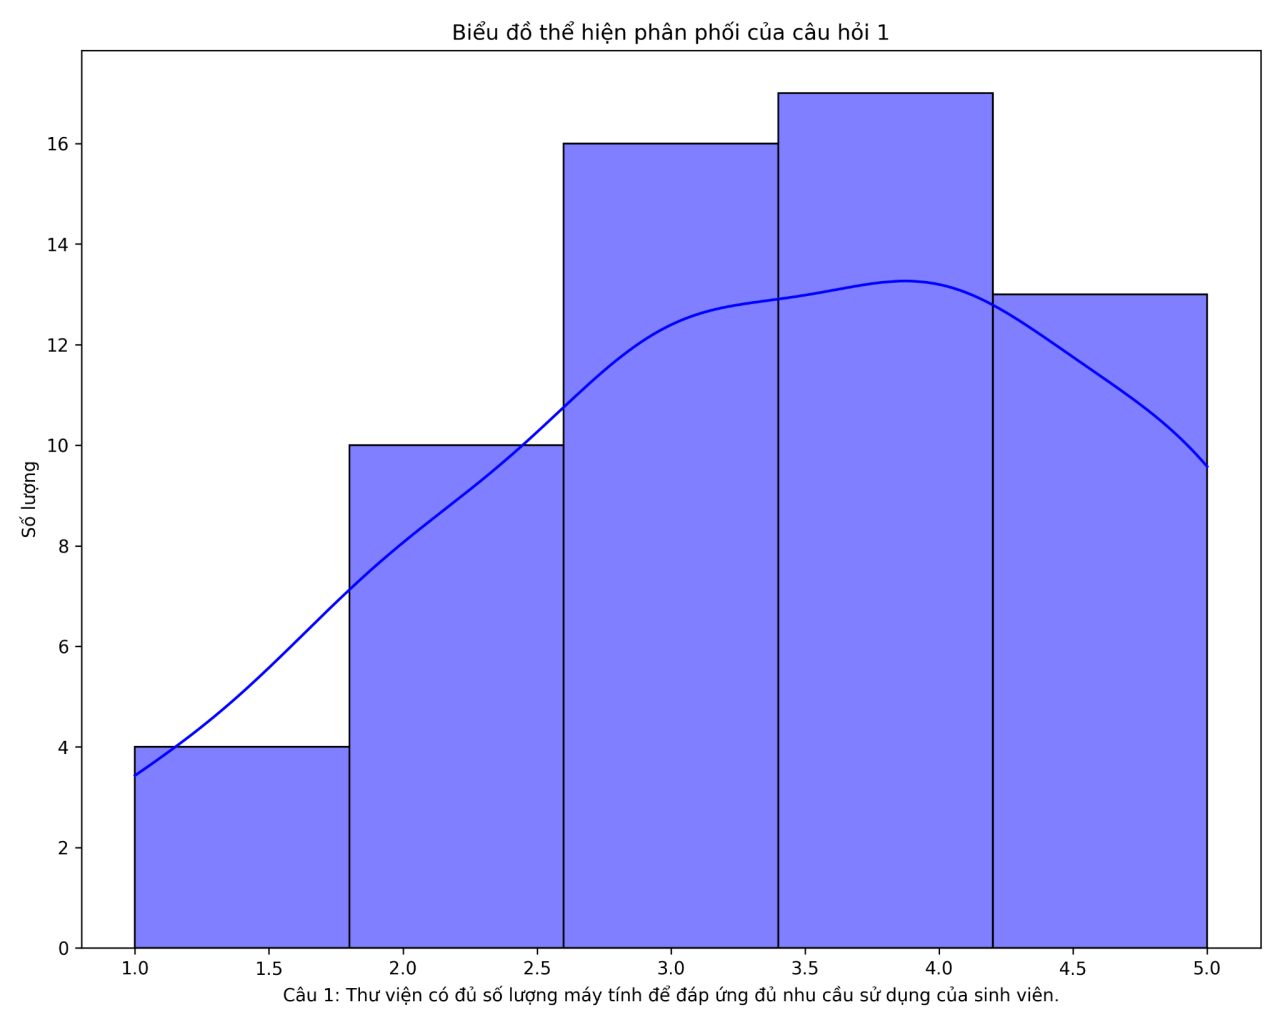 Biểu đồ thể hiện phân phối của câu hỏi 1
Số lượng
16
14
12
10
8
6
4
2
0
1.0 1.5 2.0 2.5 3.0 3.5 4.0 4.5 5.0
Câu 1: Thư viện có đủ số lượng máy tính để đáp ứng đủ nhu cầu sử dụng của sinh viên.